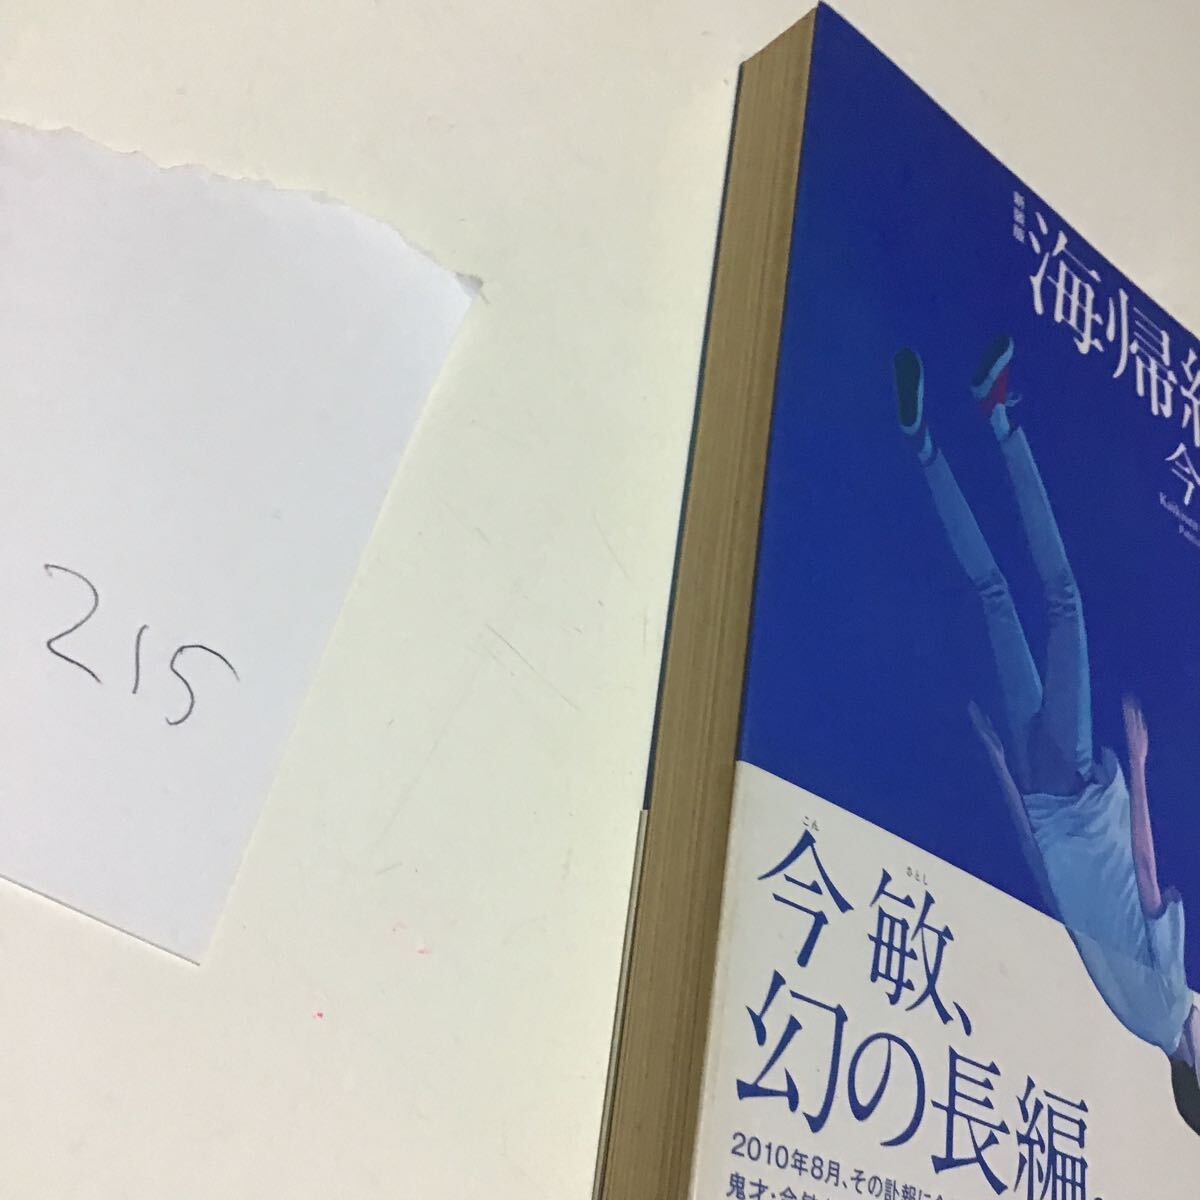 215
新装版
海帰
今
こん さとし
今 敏、
幻の長編
2010年8月、その訃報に
鬼才・今敏